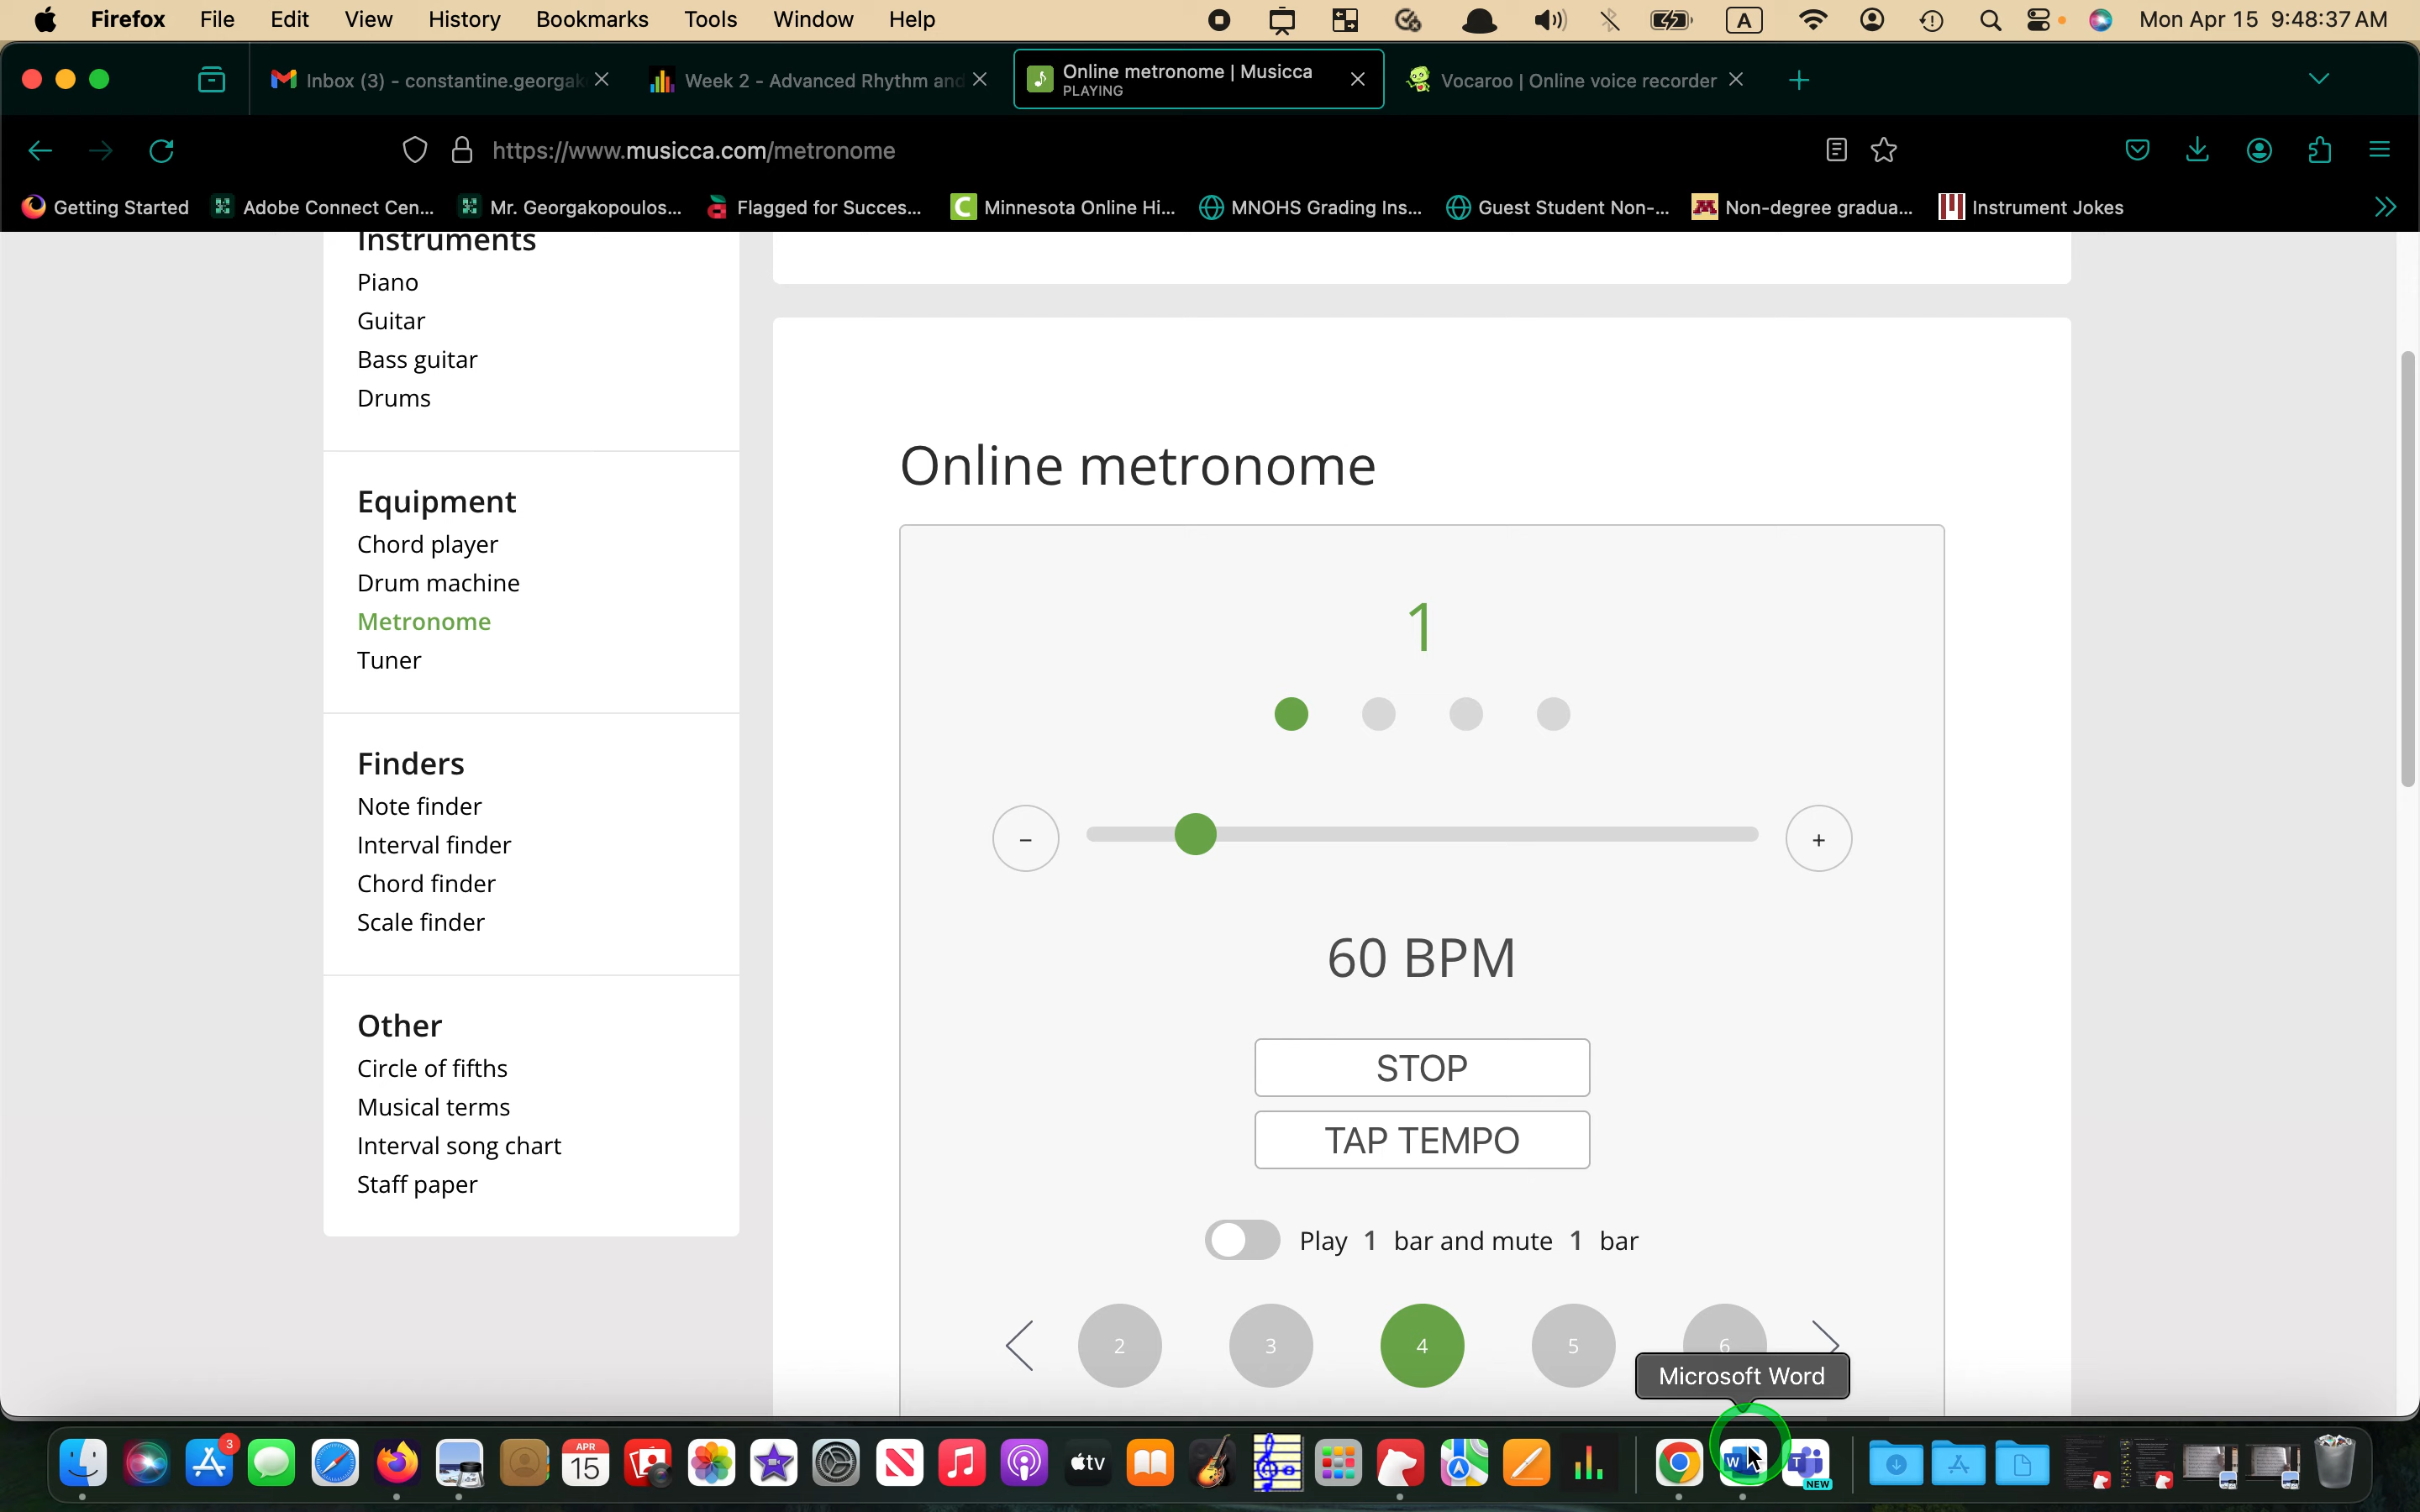 Firefox File Edit View History Bookmarks Tools Window Help A Mon Apr 15 9:48:37 AM
Inbox (3) - constantine.georgak Week 2 - Advanced Rhythm and Online metronome | Musicca Vocaroo | Online voice recorder
PLAYING
https://www.musicca.com/metronome
Getting Started Adobe Connect Cen... Mr. Georgakopoulos... Flagged for Succes... C Minnesota Online Hi... MNOHS Grading Ins... Guest Student Non-... M Non-degree gradua... Instrument Jokes
Instruments
Piano
Guitar
Bass guitar
Drums
Equipment
Chord player
Drum machine
Metronome
Tuner
Finders
Note finder
Interval finder
Chord finder
Scale finder
Other
Circle of fifths
Musical terms
Interval song chart
Staff paper
Online metronome
1
- +
60 BPM
STOP
TAP TEMPO
Play 1 bar and mute 1 bar
2 3 4 5 6
Microsoft Word
3 APR 15 tv W T NEW